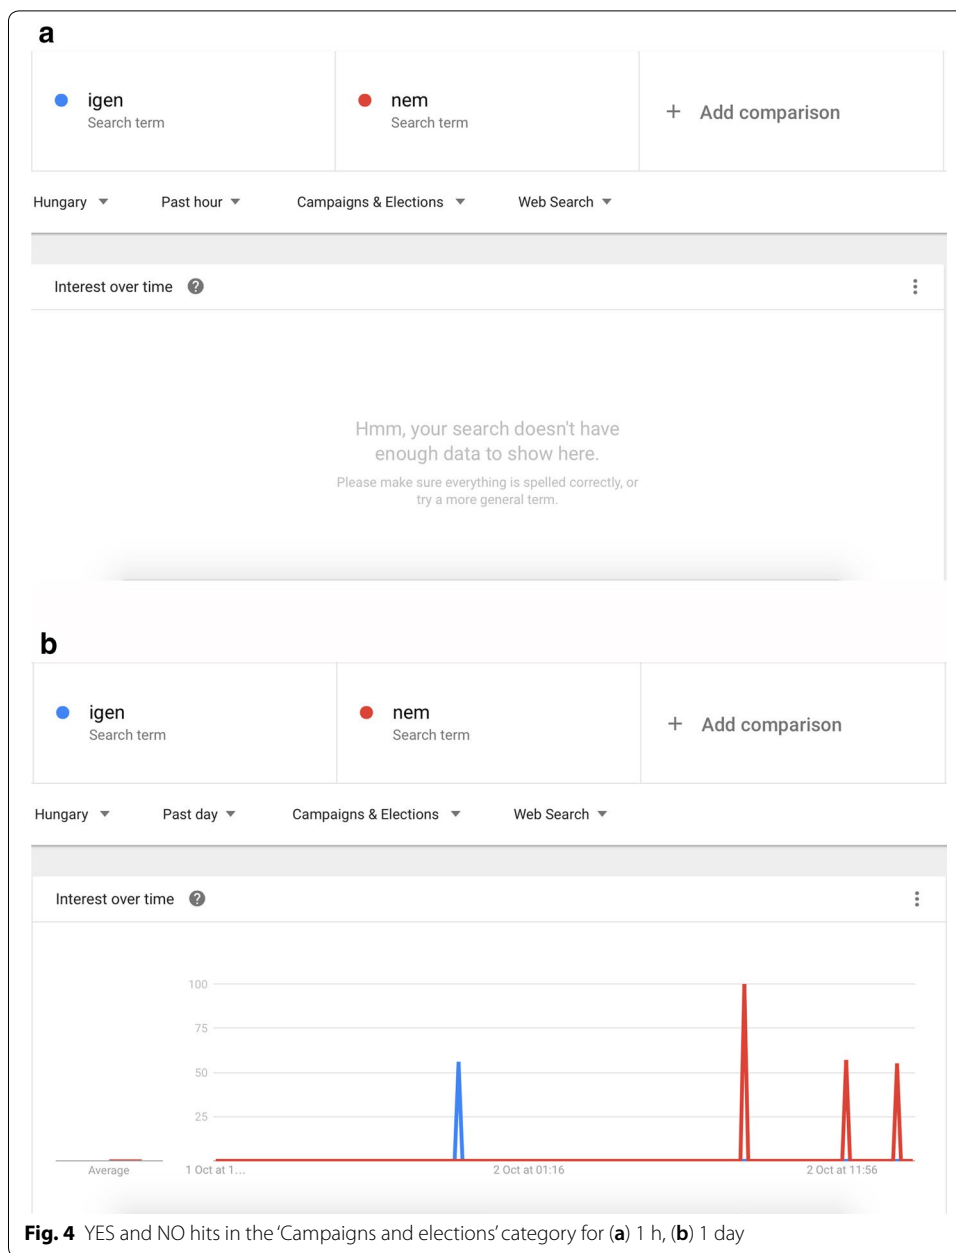 a
igen
Search term
nem
Search term
+ Add comparison
Hungary Past hour Campaigns & Elections Web Search
Interest over time ?
Hmm, your search doesn't have
enough data to show here.
Please make sure everything is spelled correctly, or
try a more general term.
b
igen
Search term
nem
Search term
+ Add comparison
Hungary Past day Campaigns & Elections Web Search
Interest over time ?
100
75
50
25
Average
1 Oct at 1...
2 Oct at 01:16
2 Oct at 11:56
Fig. 4 YES and NO hits in the ‘Campaigns and elections’ category for (a) 1 h, (b) 1 day